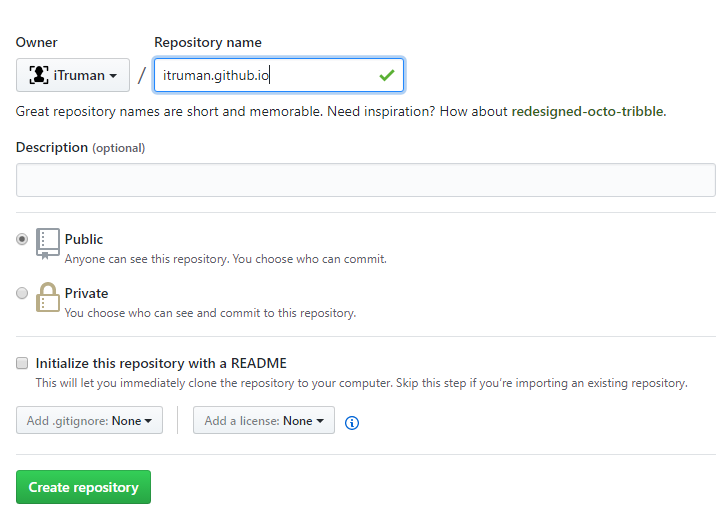 Owner
Repository name
iTruman / itruman.github.io
Great repository names are short and memorable. Need inspiration? How about redesigned-octo-tribble.
Description (optional)
Public
Anyone can see this repository. You choose who can commit.
Private
You choose who can see and commit to this repository.
Initialize this repository with a README
This will let you immediately clone the repository to your computer. Skip this step if you're importing an existing repository.
Add .gitignore: None
Add a license: None
Create repository